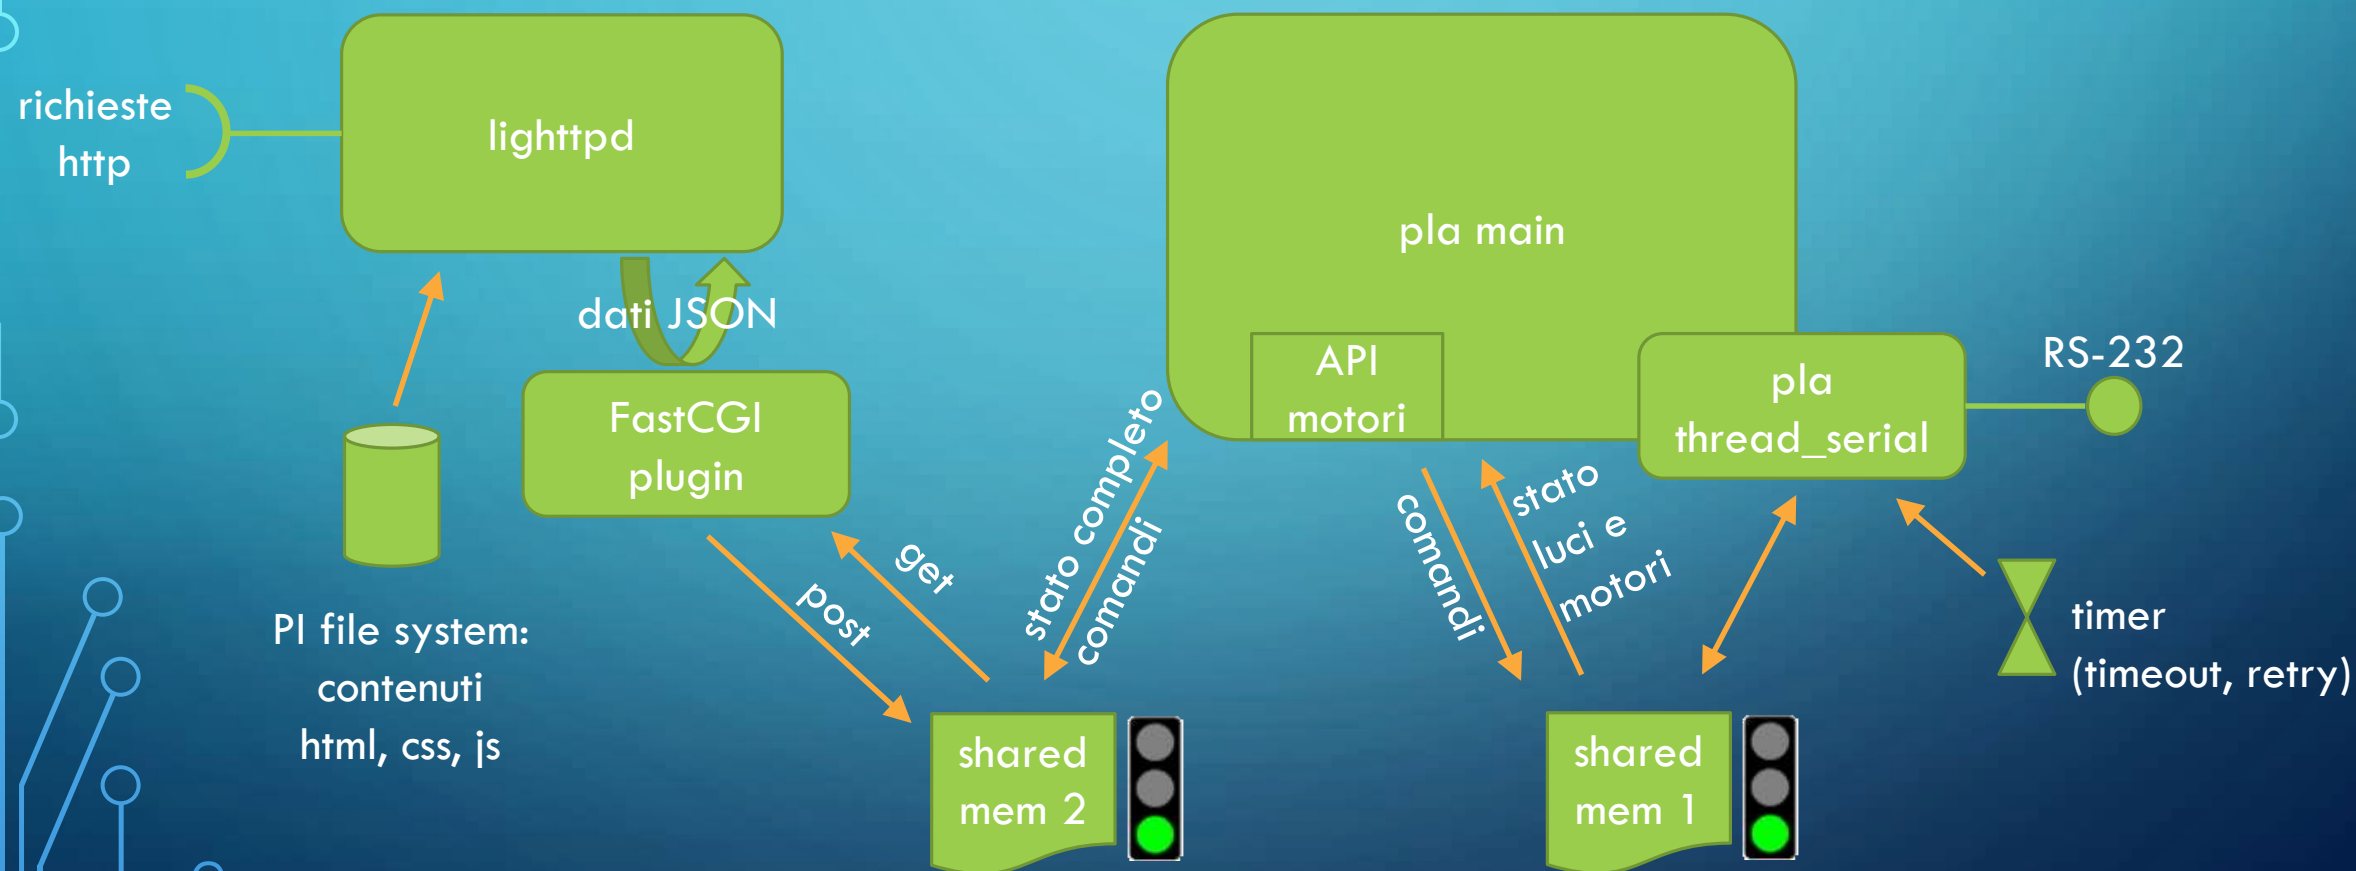 richieste
http
lighttpd
dati JSON
FastCGI
plugin
PI file system:
contenuti
html, css, js
post
get
stato completo
comandi
shared
mem 2
pla main
API
motori
pla
thread_serial
RS-232
comandi
stato
luci e
motori
timer
(timeout, retry)
shared
mem 1